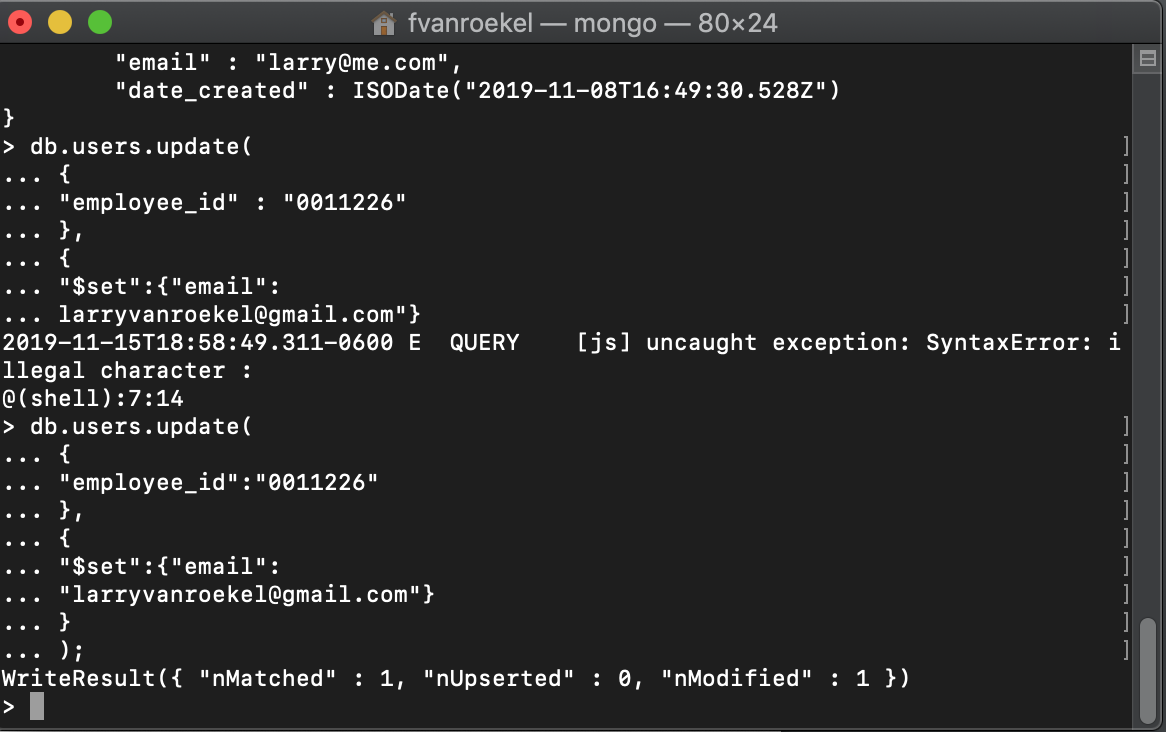 fvanroekel — mongo — 80×24
        "email" : "larry@me.com",
        "date_created" : ISODate("2019-11-08T16:49:30.528Z")
}
> db.users.update(
... {
... "employee_id" : "0011226"
... },
... {
... "$set":{"email":
... larryvanroekel@gmail.com"}
2019-11-15T18:58:49.311-0600 E  QUERY    [js] uncaught exception: SyntaxError: i
llegal character :
@(shell):7:14
> db.users.update(
... {
... "employee_id":"0011226"
... },
... {
... "$set":{"email":
... "larryvanroekel@gmail.com"}
... }
... );
WriteResult({ "nMatched" : 1, "nUpserted" : 0, "nModified" : 1 })
>